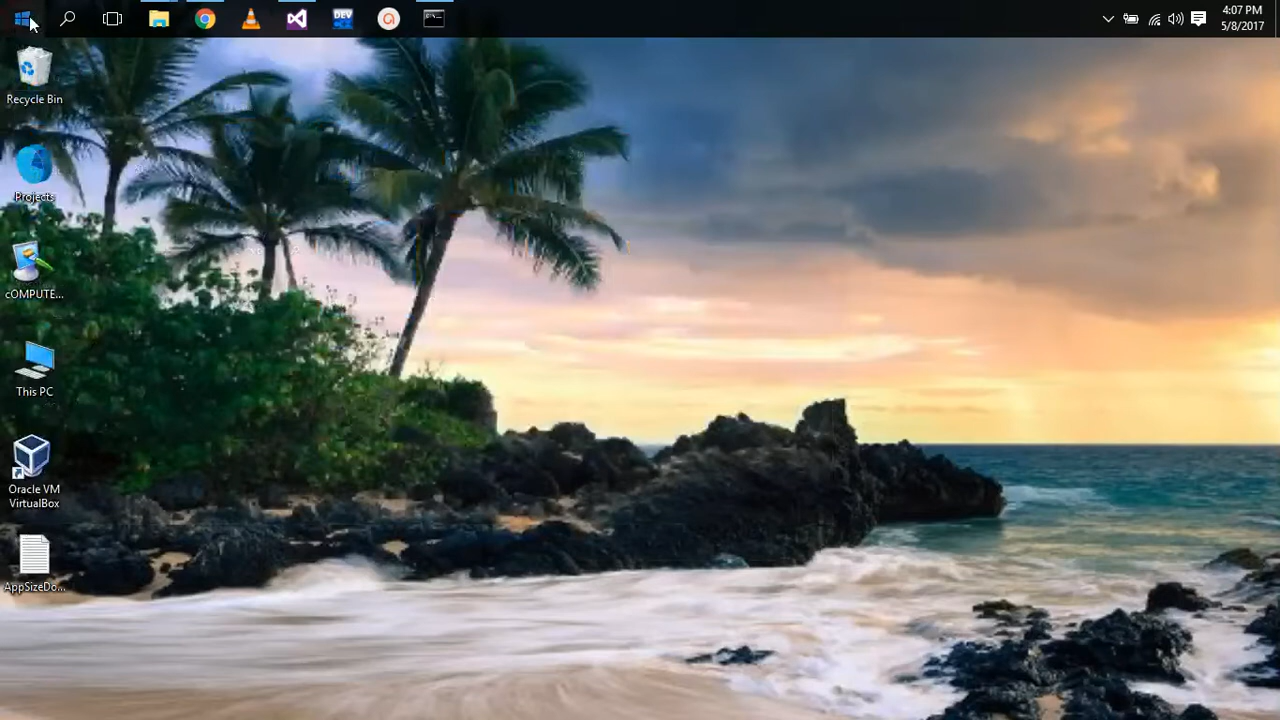 DEV
4:07 PM
5/8/2017
Recycle Bin
Projects
cOMPUTE...
This PC
Oracle VM
VirtualBox
AppSizeDo...